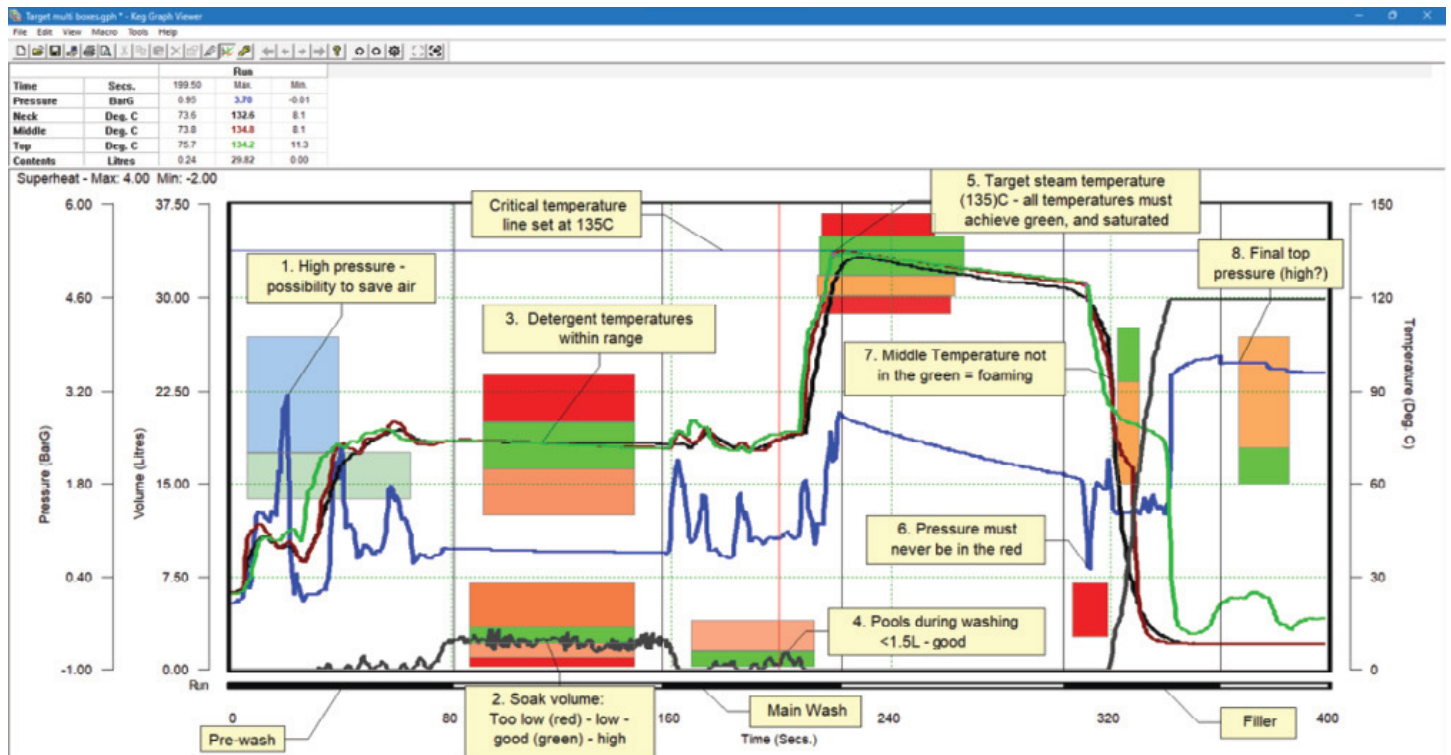 Target multi boxes.gph * - Keg Graph Viewer
File Edit View Macro Tools Help
Run
Time Secs. 199.50 Max. Min.
Pressure BarG 0.95 3.70 -0.01
Neck Deg. C 73.6 132.6 8.1
Middle Deg. C 73.8 134.8 8.1
Top Deg. C 75.7 134.2 11.3
Contents Litres 0.24 29.82 0.00
Superheat - Max: 4.00 Min: -2.00
6.00 37.50 150
4.60 30.00 120
3.20 22.50 90
1.80 15.00 60
0.40 7.50 30
-1.00 0.00 0
Pressure (BarG)
Volume (Litres)
Temperature (Deg. C)
Critical temperature
line set at 135C
5. Target steam temperature
(135)C - all temperatures must
achieve green, and saturated
1. High pressure -
possibility to save air
8. Final top
pressure (high?)
3. Detergent temperatures
within range
7. Middle Temperature not
in the green = foaming
6. Pressure must
never be in the red
4. Pools during washing
<1.5L - good
2. Soak volume:
Too low (red) - low -
good (green) - high
Run
Pre-wash
Main Wash
Filler
0 80 160 240 320 400
Time (Secs.)